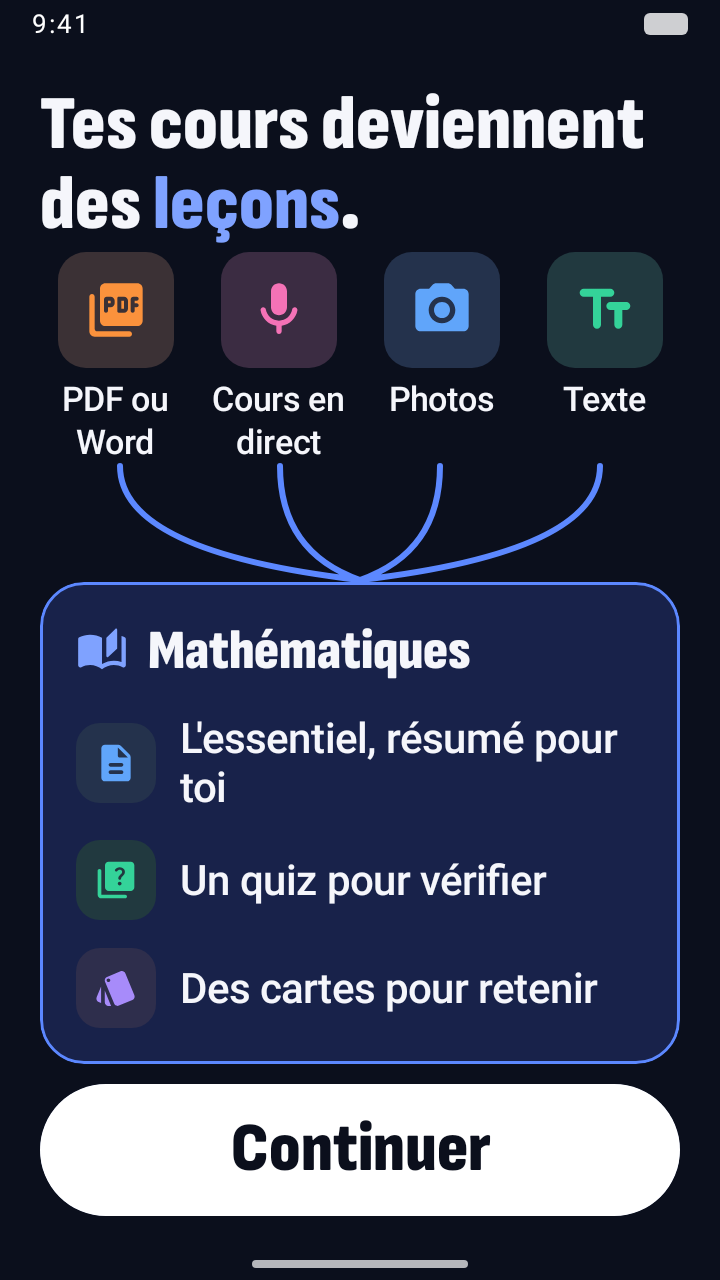 9:41
Tes cours deviennent
des leçons.
PDF
PDF ou
Word
Cours en
direct
Photos
Tт
Texte
Mathématiques
L'essentiel, résumé pour
toi
?
Un quiz pour vérifier
Des cartes pour retenir
Continuer